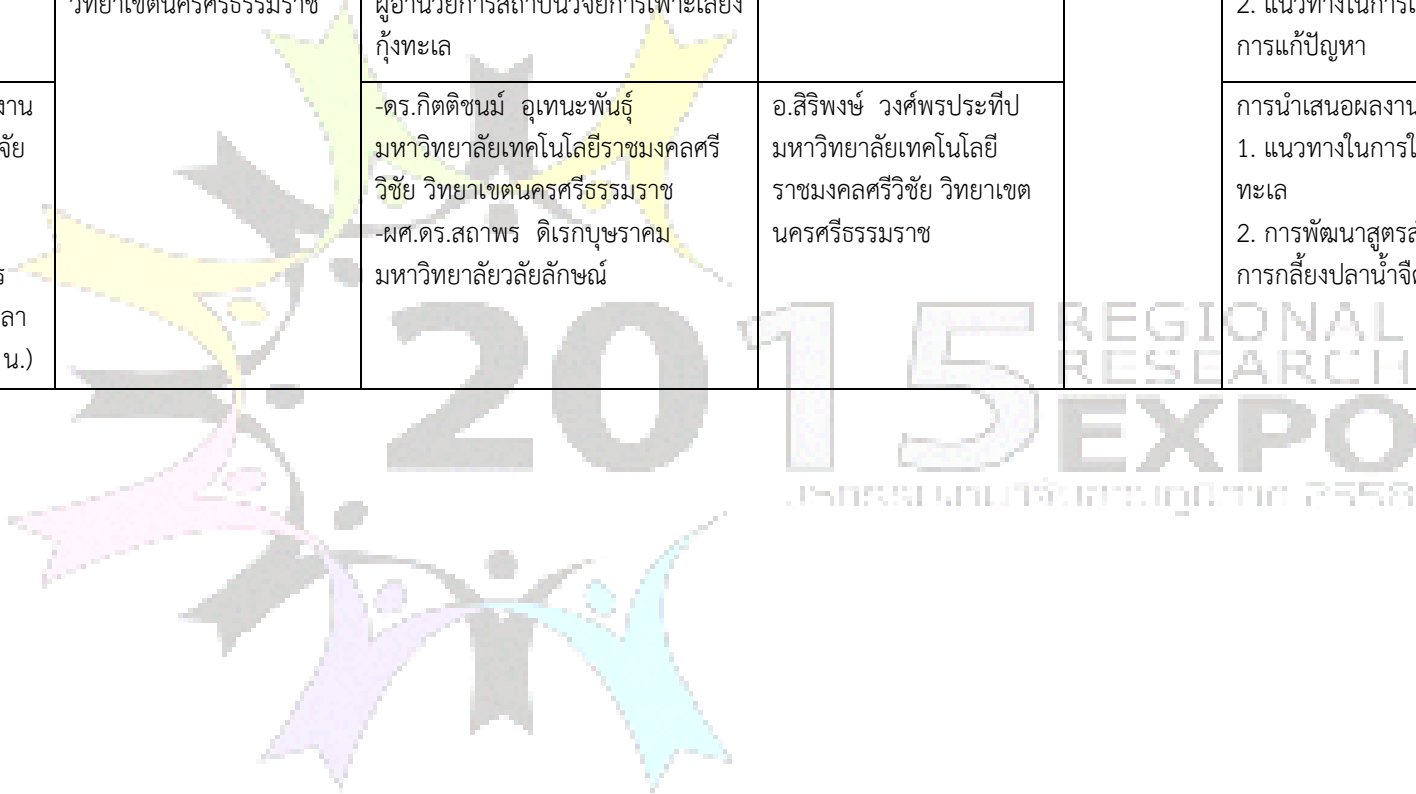 วิทยาเขตนครศรีธรรมราช
ผู้อำนวยการสถาบันวิจัยการเพาะเลี้ยง
กุ้งทะเล
2. แนวทางในการ
การแก้ปัญหา
งาน
จัย
ร
ลา
น.)
-ดร.กิตติชนม์ อุเทนะพันธุ์
มหาวิทยาลัยเทคโนโลยีราชมงคลศรี
วิชัย วิทยาเขตนครศรีธรรมราช
-ผศ.ดร.สถาพร ดิเรกบุษราคม
มหาวิทยาลัยวลัยลักษณ์
อ.สิริพงษ์ วงศ์พรประทีป
มหาวิทยาลัยเทคโนโลยี
ราชมงคลศรีวิชัย วิทยาเขต
นครศรีธรรมราช
การนำเสนอผลงาน
1. แนวทางในการใ
ทะเล
2. การพัฒนาสูตร
การกลี้ยงปลาน้ำจืด
2015
REGIONAL
RESEARCH
EXPO
2558